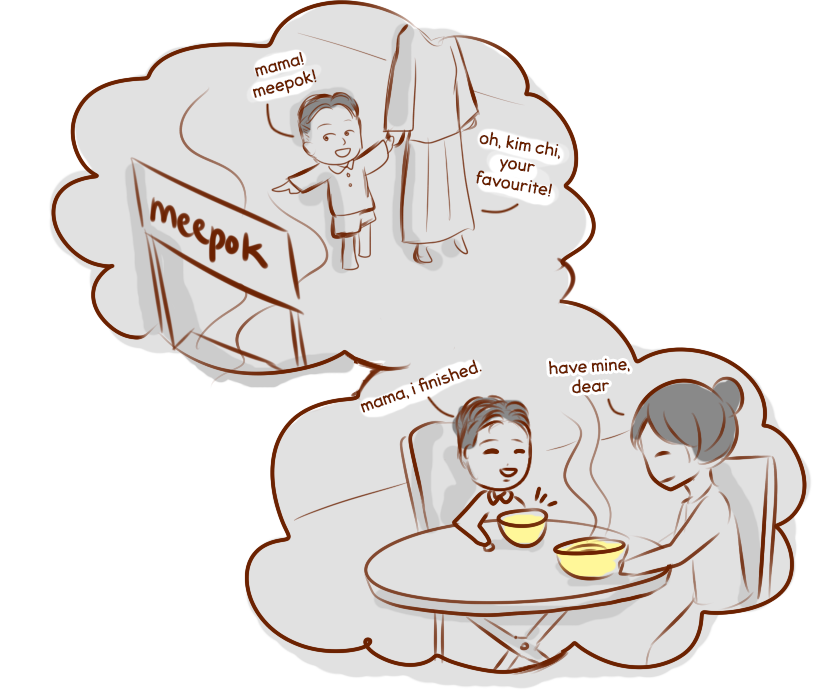 mama!
meepok!
oh, kim chi,
your
favourite!
meepok
mama, i finished.
have mine,
dear